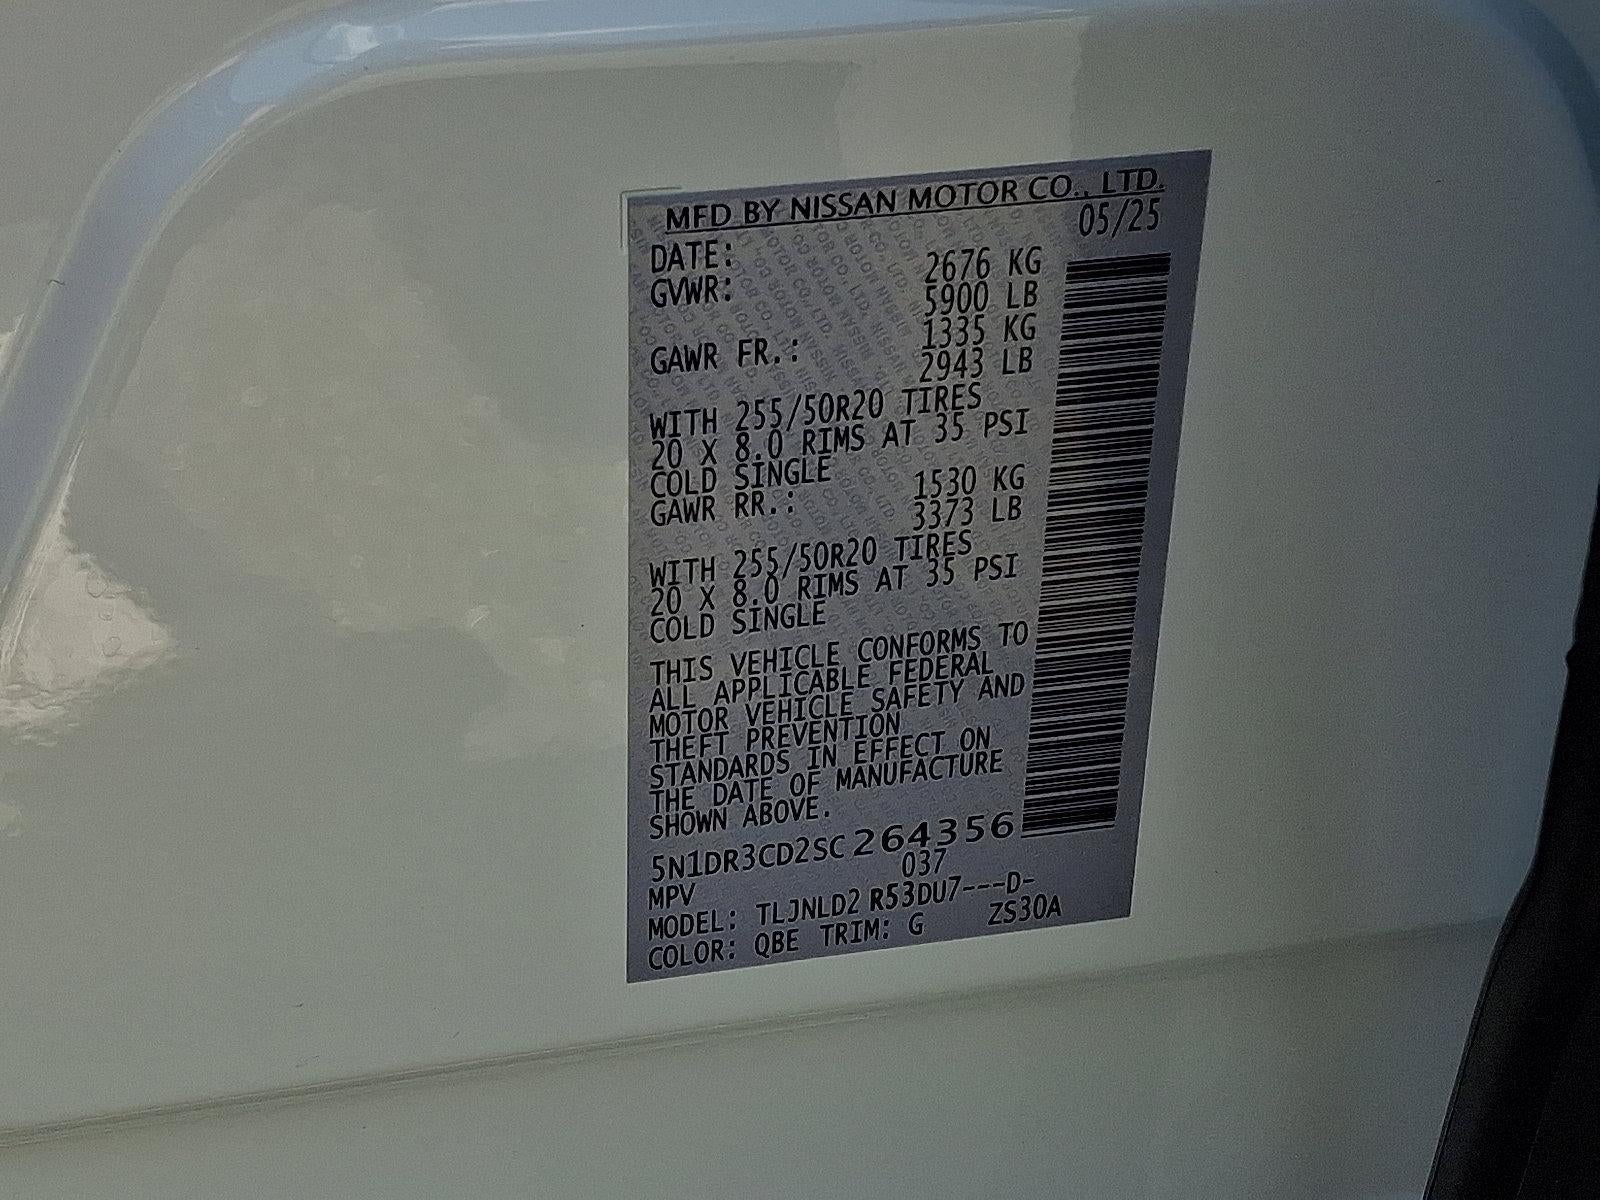 MFD BY NISSAN MOTOR CO., LTD.
DATE: 05/25
GVWR: 2676 KG
5900 LB
GAWR FR.: 1335 KG
2943 LB
WITH 255/50R20 TIRES
20 X 8.0 RIMS AT 35 PSI
COLD SINGLE
GAWR RR.: 1530 KG
3373 LB
WITH 255/50R20 TIRES
20 X 8.0 RIMS AT 35 PSI
COLD SINGLE
THIS VEHICLE CONFORMS TO
ALL APPLICABLE FEDERAL
MOTOR VEHICLE SAFETY AND
THEFT PREVENTION
STANDARDS IN EFFECT ON
THE DATE OF MANUFACTURE
SHOWN ABOVE.
5N1DR3CD2SC264356
MPV 037
MODEL: TLJNLD2 R53DU7---D-
COLOR: QBE TRIM: G ZS30A